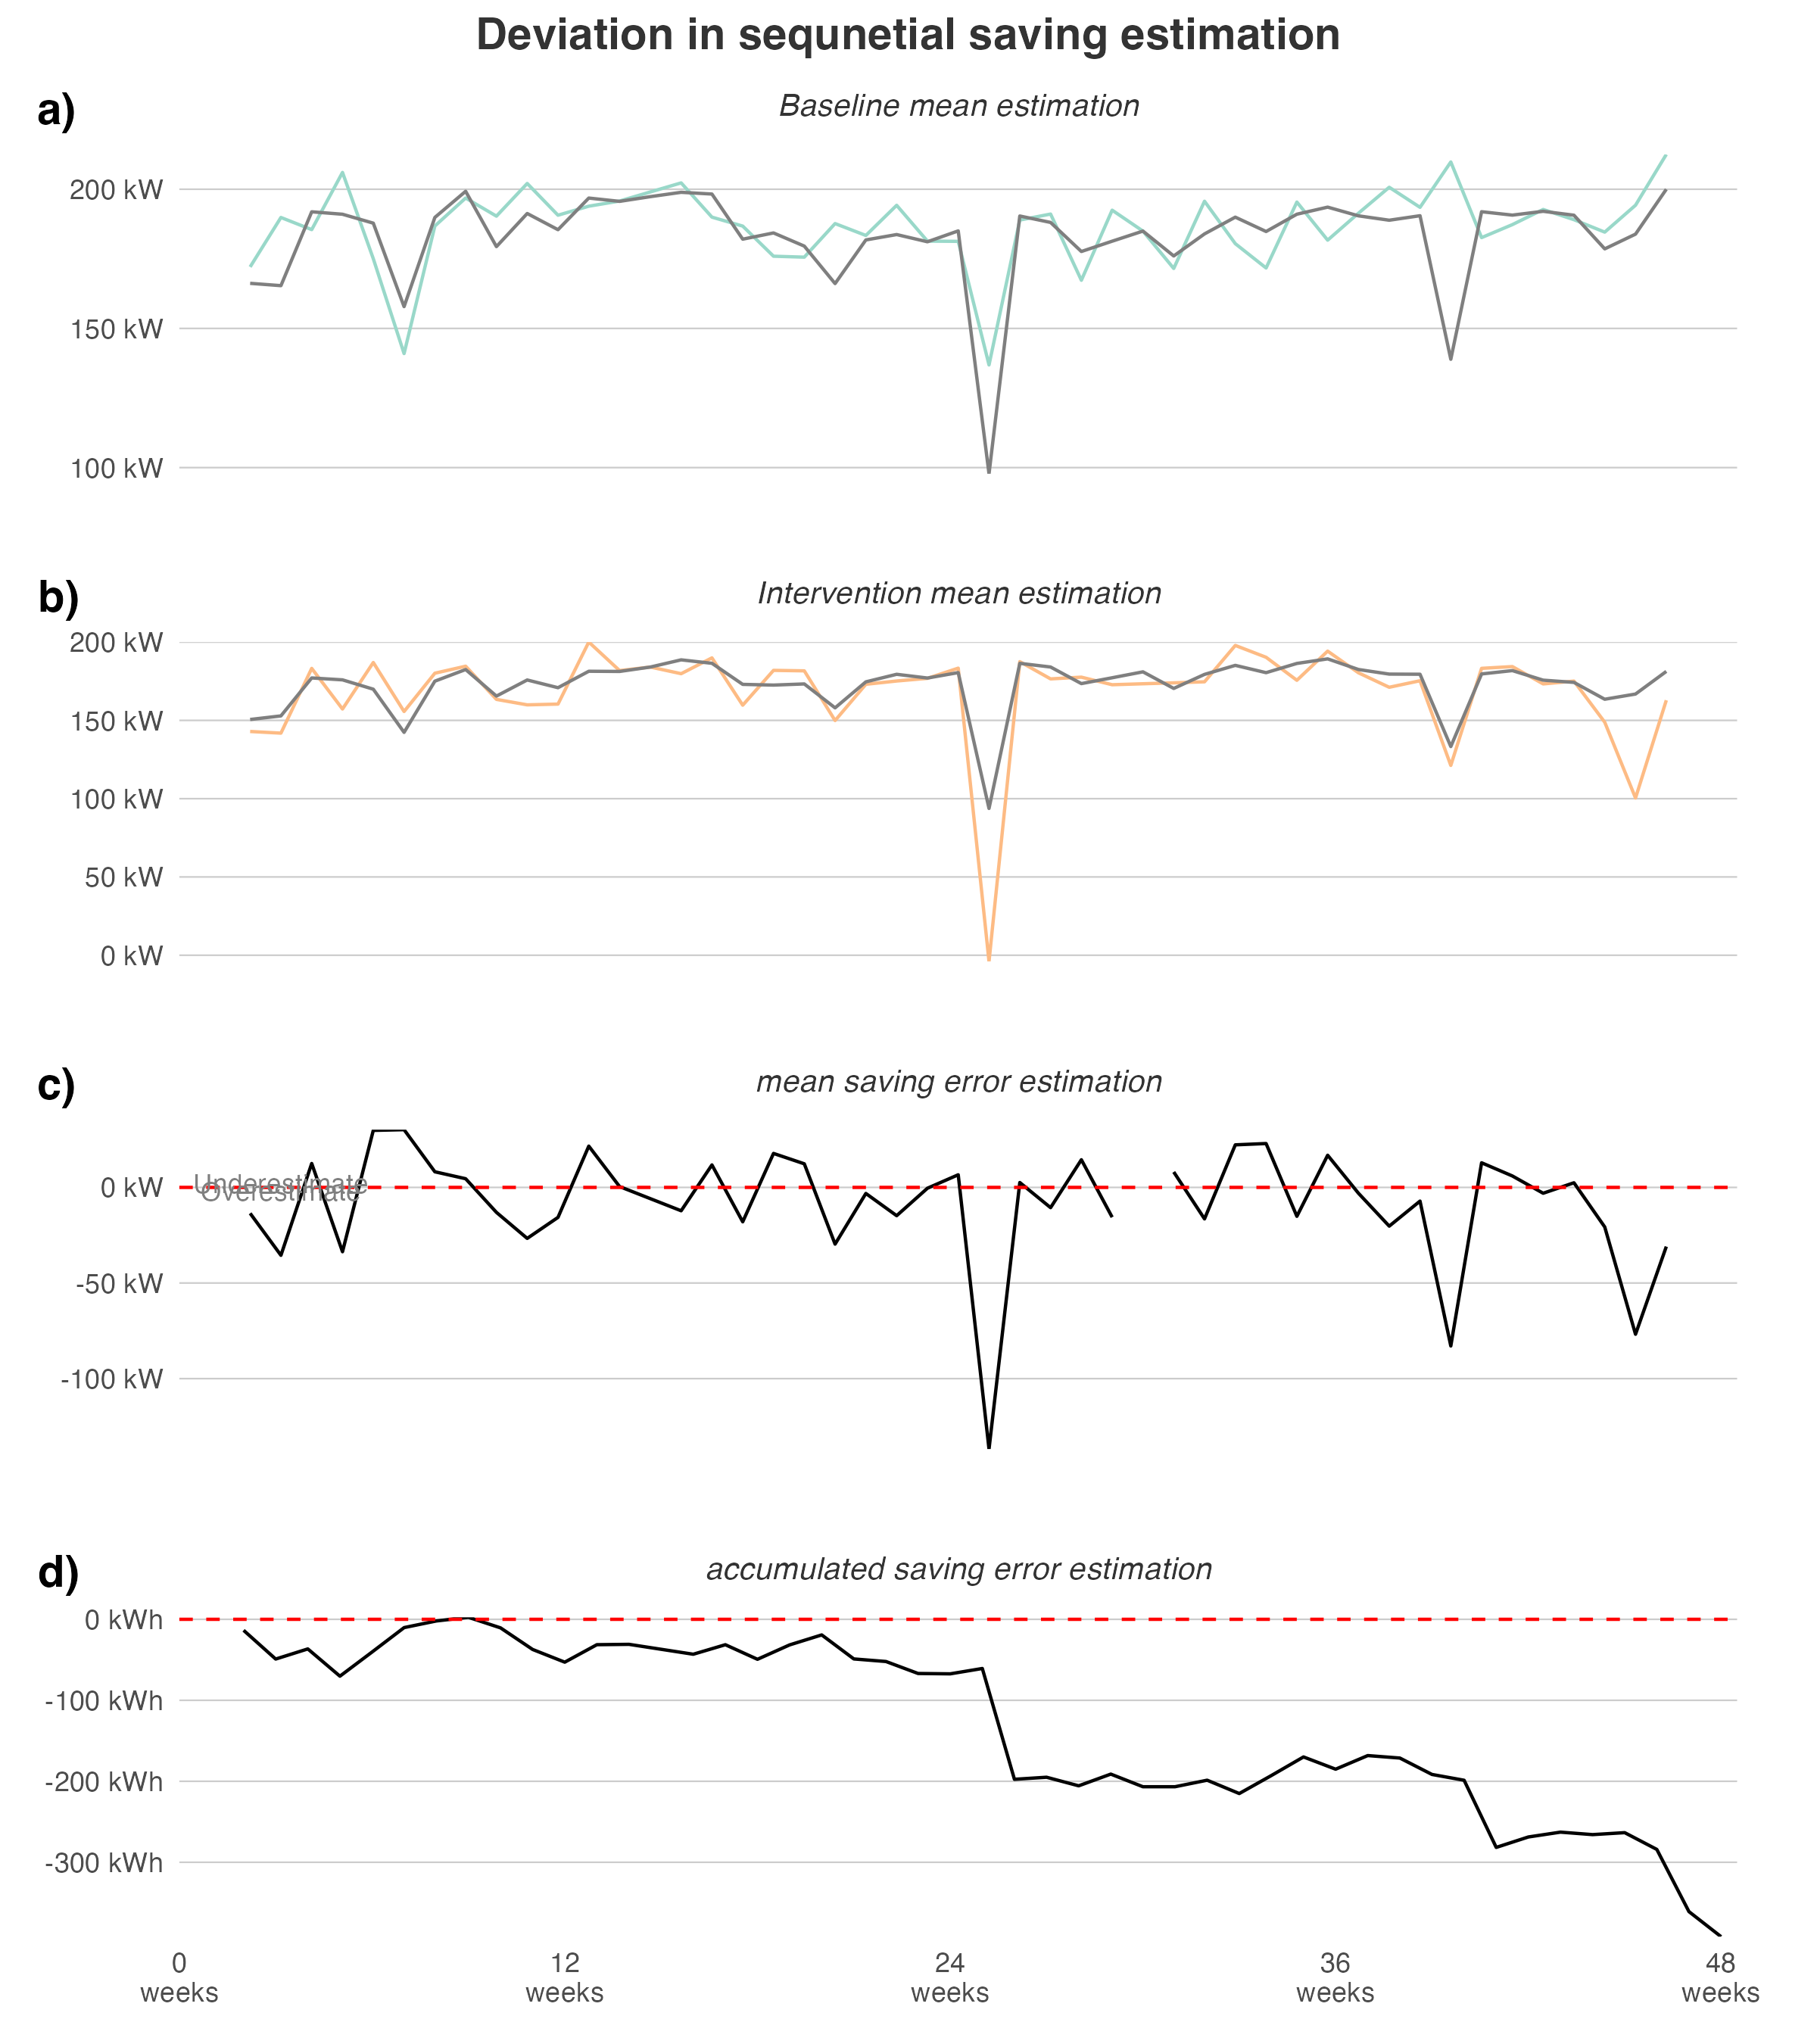 Deviation in sequnetial saving estimation
a)
Baseline mean estimation
200 kW
150 kW
100 kW
b)
Intervention mean estimation
200 kW
150 kW
100 kW
50 kW
0 kW
c)
mean saving error estimation
Underestimate
Overestimate
0 kW
-50 kW
-100 kW
d)
accumulated saving error estimation
0 kWh
-100 kWh
-200 kWh
-300 kWh
0
weeks
12
weeks
24
weeks
36
weeks
48
weeks